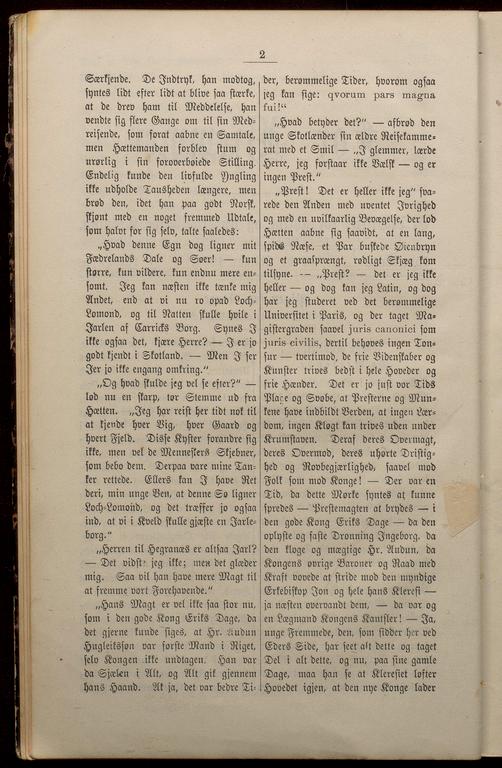 2
Særkjende. De Indtryk, han modtog,
syntes lidt efter lidt at blive saa stærke,
at de drev ham til Meddelelse, han
vendte sig flere Gange om til sin Med-
reisende, som forat aabne en Samtale,
men Hættemanden forblev stum og
urørlig i sin foroverbøiede Stilling.
Endelig kunde den livfulde Yngling
ikke udholde Tausheden længere, men
brød den, idet han paa godt Norsk,
skjønt med en noget fremmed Udtale,
som halvt for sig selv, talte saaledes:
„Hvad denne Egn dog ligner mit
Fædrelands Dale og Søer! — kun
større, kun vildere, kun endnu mere en-
somt. Jeg kan næsten ikke tænke mig
Andet, end at vi nu ro opad Loch-
Lomond, og til Natten skulle hvile i
Jarlen af Carricks Borg. Synes I
ikke ogsaa det, kjære Herre? — I er jo
godt kjendt i Skotland. — Men I ser
Jer jo ikke engang omkring.“
„Og hvad skulde jeg vel se efter?“ —
lød nu en skarp, tør Stemme ud fra
Hætten. „Jeg har reist her tidt nok til
at kjende hver Vig, hver Gaard og
hvert Fjeld. Disse Kyster forandre sig
ikke, men vel de Menneskers Skjebner,
som bebo dem. Derpaa vare mine Tan-
ker rettede. Ellers kan I have Ret
deri, min unge Ven, at denne Sø ligner
Loch-Lomond, og det træffer jo ogsaa
ind, at vi i Kveld skulle gjæste en Jarle-
borg.“
„Herren til Hegranæs er altsaa Jarl?
— Det vidste jeg ikke; men det glæder
mig. Saa vil han have mere Magt til
at fremme vort Forehavende.“
„Hans Magt er vel ikke saa stor nu,
som i den gode Kong Eriks Dage, da
det gjerne kunde siges, at Hr. Audun
Hugleiksøn var første Mand i Riget,
selv Kongen ikke undtagen. Han var
da Sjælen i Alt, og Alt gik gjennem
hans Haand. Ak ja, det var bedre Ti-
der, berømmelige Tider, hvorom ogsaa
jeg kan sige: qvorum pars magna
fui!“
„Hvad betyder det?“ — afbrød den
unge Skotlænder sin ældre Reisekamme-
rat med et Smil — „I glemmer, lærde
Herre, jeg forstaar ikke Vælsk — og er
ingen Prest.“
„Prest! Det er heller ikke jeg“ sva-
rede den Anden med uventet Ivrighed
og med en uvilkaarlig Bevægelse, der lod
Hætten aabne sig saavidt, at en lang,
spids Næse, et Par buskede Øienbryn
og et graasprængt, rødligt Skjæg kom
tilsyne. — „Prest? — det er jeg ikke
heller — og dog kan jeg Latin, og dog
har jeg studeret ved det berømmelige
Universitet i Paris, og der taget Ma-
gistergraden saavel juris canonici som
juris civilis, dertil behøves ingen Ton-
sur — tvertimod, de frie Videnskaber og
Kunster trives bedst i hele Hoveder og
frie Hænder. Det er jo just vor Tids
Plage og Svøbe, at Presterne og Mun-
kene have indbildt Verden, at ingen Lær-
dom, ingen Kløgt kan trives uden under
Krumstaven. Deraf deres Overmagt,
deres Overmod, deres uhørte Dristig-
hed og Rovbegjærlighed, saavel mod
Folk som mod Konge! — Der var en
Tid, da dette Mørke syntes at kunne
spredes — Prestemagten at brydes — i
den gode Kong Eriks Dage — da den
oplyste og faste Dronning Ingeborg, da
den kloge og mægtige Hr. Audun, da
Kongens øvrige Baroner og Raad med
Kraft vovede at stride mod den myndige
Erkebiskop Jon og hele hans Kleresi —
ja næsten overvandt dem, — da var og
en Lægmand Kongens Kantsler! — Ja,
unge Fremmede, den, som sidder her ved
Eders Side, har seet alt dette og taget
Del i alt dette, og nu, paa sine gamle
Dage, maa han se at Kleresiet løfter
Hovedet igjen, at den nye Konge lader